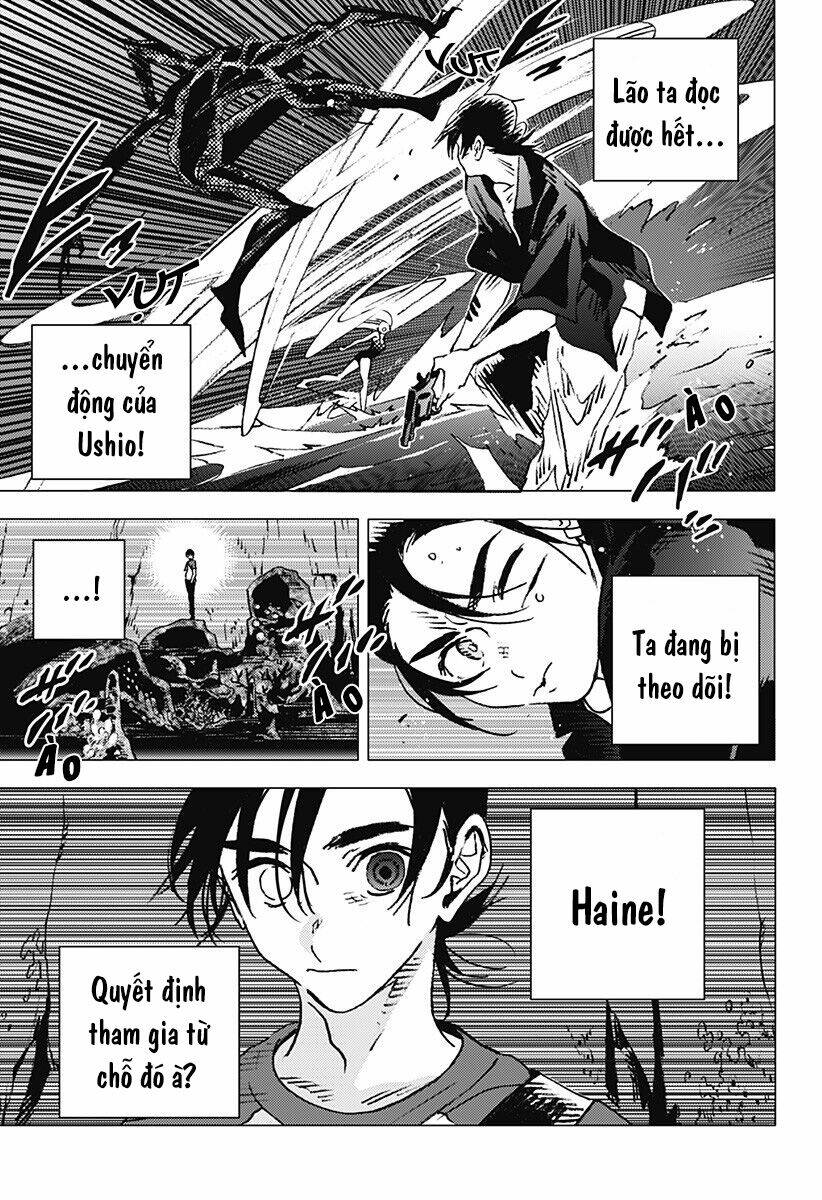 VỤT
Lão ta đọc
được hết...
VỤT
...chuyển
động của
Ushio!
ÀO
Ta đang bị
theo dõi!
...!
ÀO
ÀO
Haine!
Quyết định
tham gia từ
chỗ đó à?